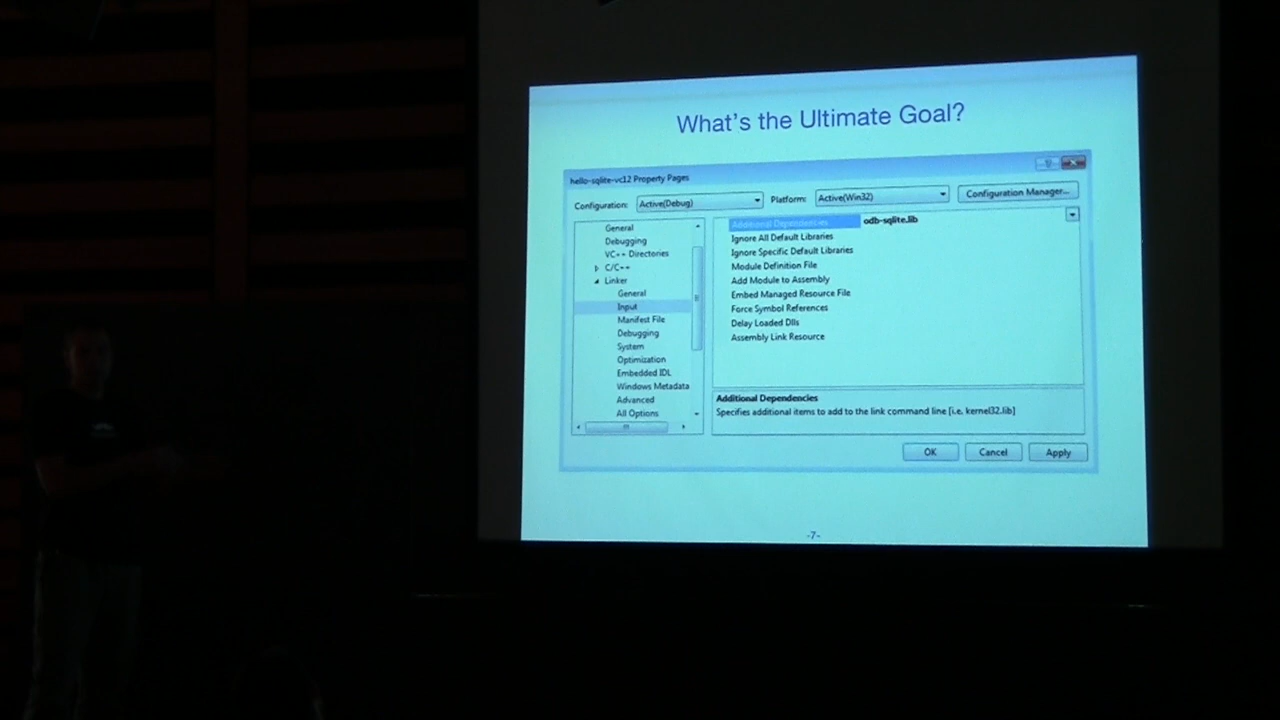 What's the Ultimate Goal?
hello-sqlite-vc12 Property Pages
Configuration: Active(Debug) Platform: Active(Win32) Configuration Manager...
General
Debugging
VC++ Directories
C/C++
Linker
General
Input
Manifest File
Debugging
System
Optimization
Embedded IDL
Windows Metadata
Advanced
All Options
Additional Dependencies odb-sqlite.lib
Ignore All Default Libraries
Ignore Specific Default Libraries
Module Definition File
Add Module to Assembly
Embed Managed Resource File
Force Symbol References
Delay Loaded Dlls
Assembly Link Resource
Additional Dependencies
Specifies additional items to add to the link command line [i.e. kernel32.lib]
OK Cancel Apply
-7-